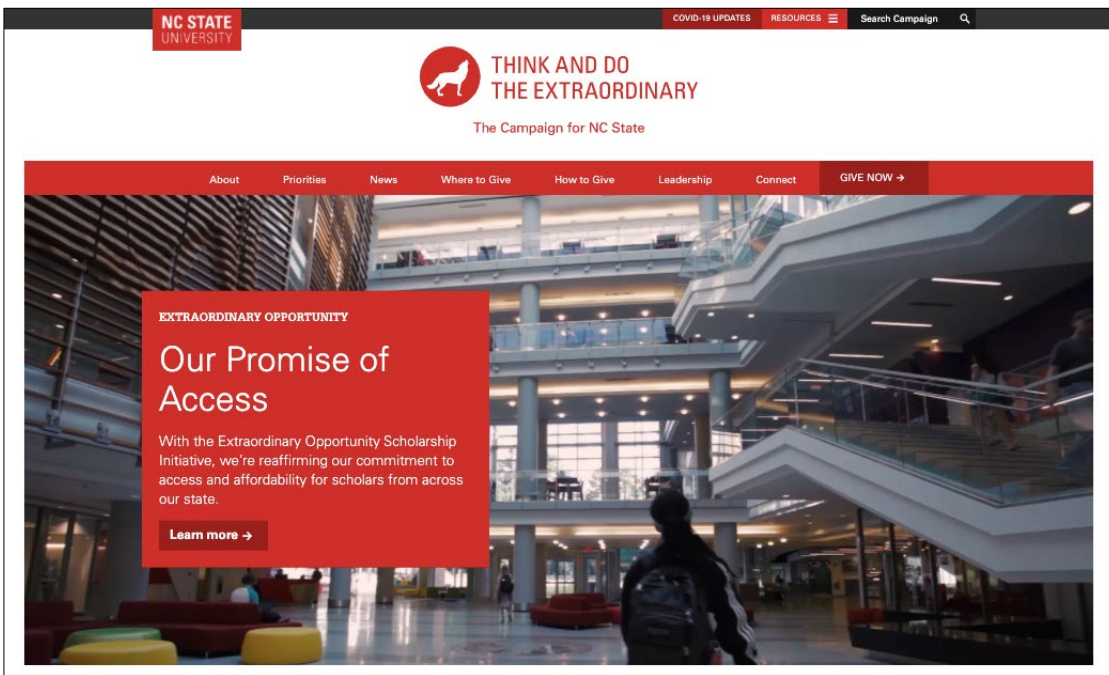 NC STATE
UNIVERSITY
COVID-19 UPDATES
RESOURCES
Search Campaign
THINK AND DO
THE EXTRAORDINARY
The Campaign for NC State
About
Priorities
News
Where to Give
How to Give
Leadership
Connect
GIVE NOW →
EXTRAORDINARY OPPORTUNITY
Our Promise of
Access
With the Extraordinary Opportunity Scholarship
Initiative, we're reaffirming our commitment to
access and affordability for scholars from across
our state.
Learn more →